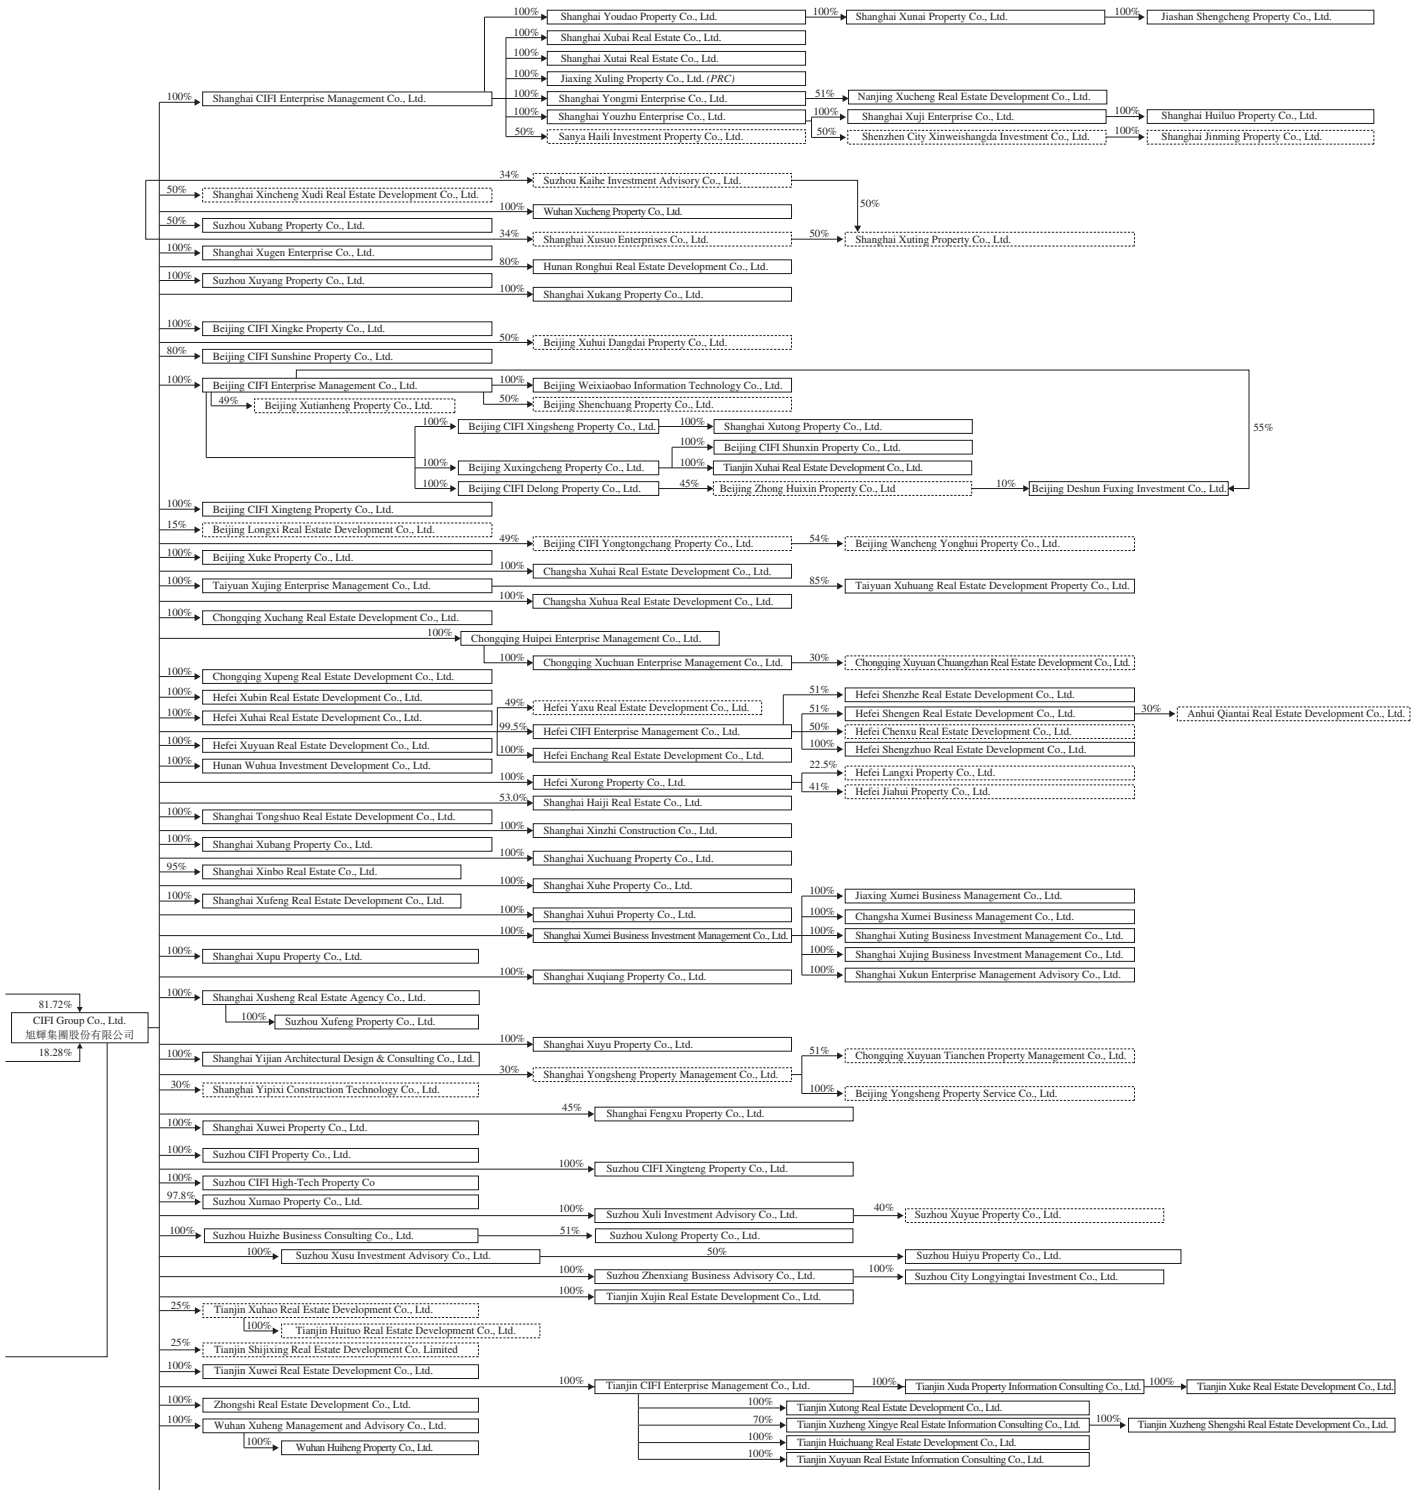 100% Shanghai Youdao Property Co., Ltd. 100% Shanghai Xunai Property Co., Ltd. 100% Jiashan Shengcheng Property Co., Ltd.
100% Shanghai Xubai Real Estate Co., Ltd.
100% Shanghai Xutai Real Estate Co., Ltd.
100% Jiaxing Xuling Property Co., Ltd. (PRC)
100% Shanghai CIFI Enterprise Management Co., Ltd. 100% Shanghai Yongmi Enterprise Co., Ltd. 51% Nanjing Xucheng Real Estate Development Co., Ltd.
100% Shanghai Youzhu Enterprise Co., Ltd. 100% Shanghai Xuji Enterprise Co., Ltd. 100% Shanghai Huiluo Property Co., Ltd.
50% Sanya Haili Investment Property Co., Ltd. 50% Shenzhen City Xinweishangda Investment Co., Ltd. 100% Shanghai Jinming Property Co., Ltd.
34% Suzhou Kaihe Investment Advisory Co., Ltd.
50% Shanghai Xincheng Xudi Real Estate Development Co., Ltd.
50%
100% Wuhan Xucheng Property Co., Ltd.
50% Suzhou Xubang Property Co., Ltd.
34% Shanghai Xusuo Enterprises Co., Ltd. 50% Shanghai Xuting Property Co., Ltd.
100% Shanghai Xugen Enterprise Co., Ltd.
80% Hunan Ronghui Real Estate Development Co., Ltd.
100% Suzhou Xuyang Property Co., Ltd.
100% Shanghai Xukang Property Co., Ltd.
100% Beijing CIFI Xingke Property Co., Ltd.
50% Beijing Xuhui Dangdai Property Co., Ltd.
80% Beijing CIFI Sunshine Property Co., Ltd.
100% Beijing CIFI Enterprise Management Co., Ltd. 100% Beijing Weixiaobao Information Technology Co., Ltd.
49% Beijing Xutianheng Property Co., Ltd. 50% Beijing Shenchuang Property Co., Ltd.
100% Beijing CIFI Xingsheng Property Co., Ltd. 100% Shanghai Xutong Property Co., Ltd.
55%
100% Beijing CIFI Shunxin Property Co., Ltd.
100% Beijing Xuxingcheng Property Co., Ltd. 100% Tianjin Xuhai Real Estate Development Co., Ltd.
100% Beijing CIFI Delong Property Co., Ltd. 45% Beijing Zhong Huixin Property Co., Ltd 10% Beijing Deshun Fuxing Investment Co., Ltd.
100% Beijing CIFI Xingteng Property Co., Ltd.
15% Beijing Longxi Real Estate Development Co., Ltd.
49% Beijing CIFI Yongtongchang Property Co., Ltd. 54% Beijing Wancheng Yonghui Property Co., Ltd.
100% Beijing Xuke Property Co., Ltd.
100% Changsha Xuhai Real Estate Development Co., Ltd.
100% Taiyuan Xujing Enterprise Management Co., Ltd. 85% Taiyuan Xuhuang Real Estate Development Property Co., Ltd.
100% Changsha Xuhua Real Estate Development Co., Ltd.
100% Chongqing Xuchang Real Estate Development Co., Ltd.
100% Chongqing Huipei Enterprise Management Co., Ltd.
100% Chongqing Xuchuan Enterprise Management Co., Ltd. 30% Chongqing Xuyuan Chuangzhan Real Estate Development Co., Ltd.
100% Chongqing Xupeng Real Estate Development Co., Ltd.
100% Hefei Xubin Real Estate Development Co., Ltd. 51% Hefei Shenzhe Real Estate Development Co., Ltd.
49% Hefei Yaxu Real Estate Development Co., Ltd.
100% Hefei Xuhai Real Estate Development Co., Ltd. 51% Hefei Shengen Real Estate Development Co., Ltd. 30% Anhui Qiantai Real Estate Development Co., Ltd.
99.5% Hefei CIFI Enterprise Management Co., Ltd. 50% Hefei Chenxu Real Estate Development Co., Ltd.
100% Hefei Xuyuan Real Estate Development Co., Ltd. 100% Hefei Shengzhuo Real Estate Development Co., Ltd.
100% Hefei Enchang Real Estate Development Co., Ltd.
100% Hunan Wuhua Investment Development Co., Ltd. 22.5% Hefei Langxi Property Co., Ltd.
100% Hefei Xurong Property Co., Ltd.
41% Hefei Jiahui Property Co., Ltd.
53.0% Shanghai Haiji Real Estate Co., Ltd.
100% Shanghai Tongshuo Real Estate Development Co., Ltd.
100% Shanghai Xinzhi Construction Co., Ltd.
100% Shanghai Xubang Property Co., Ltd.
100% Shanghai Xuchuang Property Co., Ltd.
95% Shanghai Xinbo Real Estate Co., Ltd.
100% Shanghai Xuhe Property Co., Ltd.
100% Shanghai Xufeng Real Estate Development Co., Ltd. 100% Jiaxing Xumei Business Management Co., Ltd.
100% Shanghai Xuhui Property Co., Ltd. 100% Changsha Xumei Business Management Co., Ltd.
100% Shanghai Xumei Business Investment Management Co., Ltd. 100% Shanghai Xuting Business Investment Management Co., Ltd.
100% Shanghai Xupu Property Co., Ltd. 100% Shanghai Xujing Business Investment Management Co., Ltd.
100% Shanghai Xuqiang Property Co., Ltd. 100% Shanghai Xukun Enterprise Management Advisory Co., Ltd.
100% Shanghai Xusheng Real Estate Agency Co., Ltd.
81.72%
CIFI Group Co., Ltd. 100% Suzhou Xufeng Property Co., Ltd.
旭輝集團股份有限公司
100% Shanghai Xuyu Property Co., Ltd.
18.28%
100% Shanghai Yijian Architectural Design & Consulting Co., Ltd. 51% Chongqing Xuyuan Tianchen Property Management Co., Ltd.
30% Shanghai Yongsheng Property Management Co., Ltd.
30% Shanghai Yipixi Construction Technology Co., Ltd. 100% Beijing Yongsheng Property Service Co., Ltd.
45% Shanghai Fengxu Property Co., Ltd.
100% Shanghai Xuwei Property Co., Ltd.
100% Suzhou CIFI Property Co., Ltd.
100% Suzhou CIFI Xingteng Property Co., Ltd.
100% Suzhou CIFI High-Tech Property Co
97.8% Suzhou Xumao Property Co., Ltd.
100% Suzhou Xuli Investment Advisory Co., Ltd. 40% Suzhou Xuyue Property Co., Ltd.
100% Suzhou Huizhe Business Consulting Co., Ltd. 51% Suzhou Xulong Property Co., Ltd.
100% Suzhou Xusu Investment Advisory Co., Ltd. 50% Suzhou Huiyu Property Co., Ltd.
100% Suzhou Zhenxiang Business Advisory Co., Ltd. 100% Suzhou City Longyingtai Investment Co., Ltd.
100% Tianjin Xujin Real Estate Development Co., Ltd.
25% Tianjin Xuhao Real Estate Development Co., Ltd.
100% Tianjin Huituo Real Estate Development Co., Ltd.
25% Tianjin Shijixing Real Estate Development Co. Limited
100% Tianjin Xuwei Real Estate Development Co., Ltd.
100% Tianjin CIFI Enterprise Management Co., Ltd. 100% Tianjin Xuda Property Information Consulting Co., Ltd. 100% Tianjin Xuke Real Estate Development Co., Ltd.
100% Zhongshi Real Estate Development Co., Ltd. 100% Tianjin Xutong Real Estate Development Co., Ltd.
100% Wuhan Xuheng Management and Advisory Co., Ltd. 70% Tianjin Xuzheng Xingye Real Estate Information Consulting Co., Ltd. 100% Tianjin Xuzheng Shengshi Real Estate Development Co., Ltd.
100% Wuhan Huiheng Property Co., Ltd. 100% Tianjin Huichuang Real Estate Development Co., Ltd.
100% Tianjin Xuyuan Real Estate Information Consulting Co., Ltd.